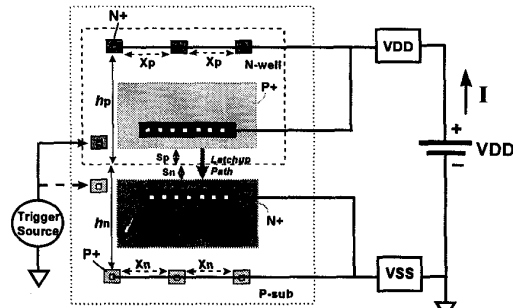 N+
VDD
Xp
Xp
N-well
P+
hp
I
+
VDD
−
Sp
Sn
Latchup
Path
hn
Trigger
Source
N+
P+
Xn
Xn
VSS
P-sub